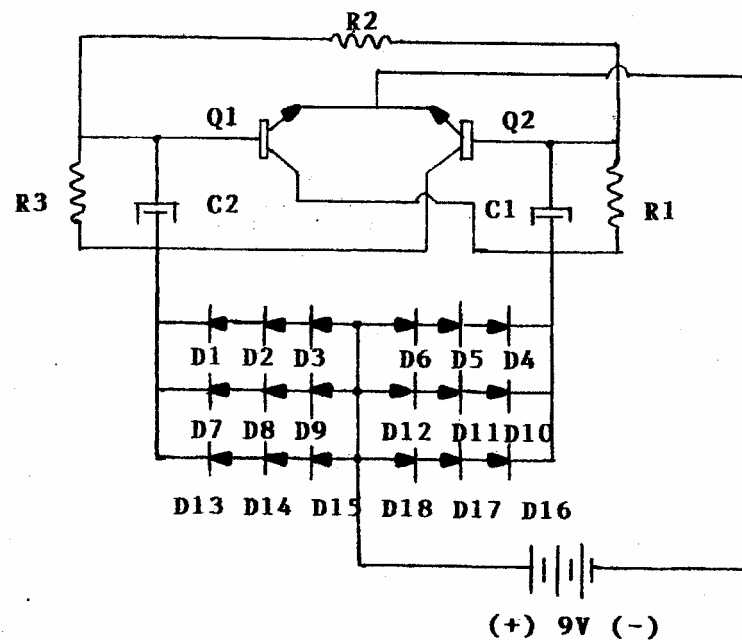 R2
Q1 Q2
R3 C2 C1 R1
D1 D2 D3 D6 D5 D4
D7 D8 D9 D12 D11 D10
D13 D14 D15 D18 D17 D16
(+) 9V (-)